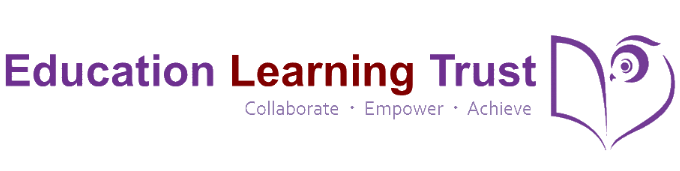 Education Learning Trust
Collaborate · Empower · Achieve